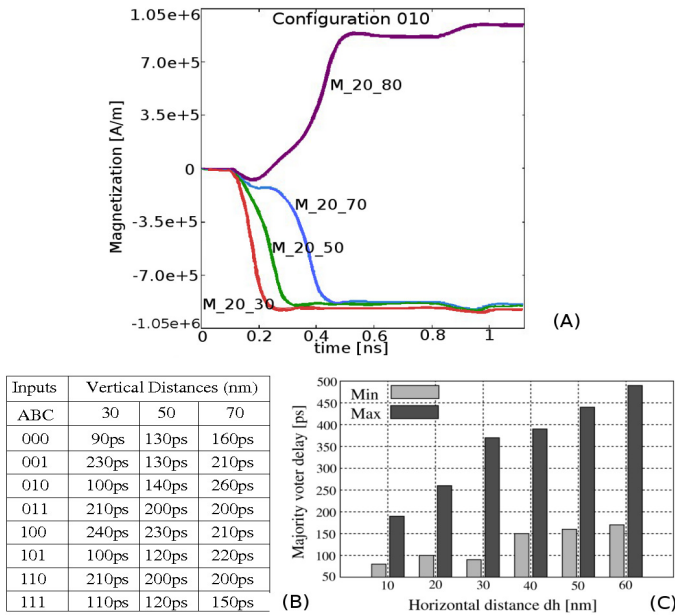 Configuration 010
1.05e+6
7.0e+5
3.5e+5
0
-3.5e+5
-7.0e+5
-1.05e+6
Magnetization [A/m]
M_20_80
M_20_70
M_20_50
M_20_30
0 0.2 0.4 0.6 0.8 1
time [ns]
(A)
Inputs Vertical Distances (nm)
ABC 30 50 70
000 90ps 130ps 160ps
001 230ps 130ps 210ps
010 100ps 140ps 260ps
011 210ps 200ps 200ps
100 240ps 230ps 210ps
101 100ps 120ps 220ps
110 210ps 200ps 200ps
111 110ps 120ps 150ps
(B)
Majority voter delay [ps]
500
450
400
350
300
250
200
150
100
50
Min
Max
10 20 30 40 50 60
Horizontal distance dh [nm]
(C)